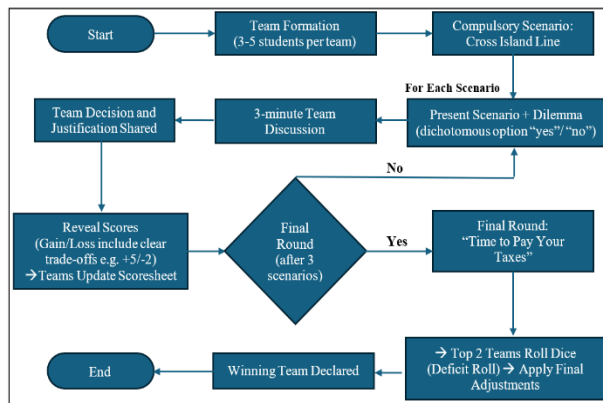 Start
Team Formation
(3-5 students per team)
Compulsory Scenario:
Cross Island Line
For Each Scenario
Present Scenario + Dilemma
(dichotomous option “yes”/ “no”)
3-minute Team
Discussion
Team Decision and
Justification Shared
Reveal Scores
(Gain/Loss include clear
trade-offs e.g. +5/-2)
→Teams Update Scoresheet
Final
Round
(after 3
scenarios)
No
Yes
Final Round:
“Time to Pay Your
Taxes”
→ Top 2 Teams Roll Dice
(Deficit Roll) → Apply Final
Adjustments
Winning Team Declared
End